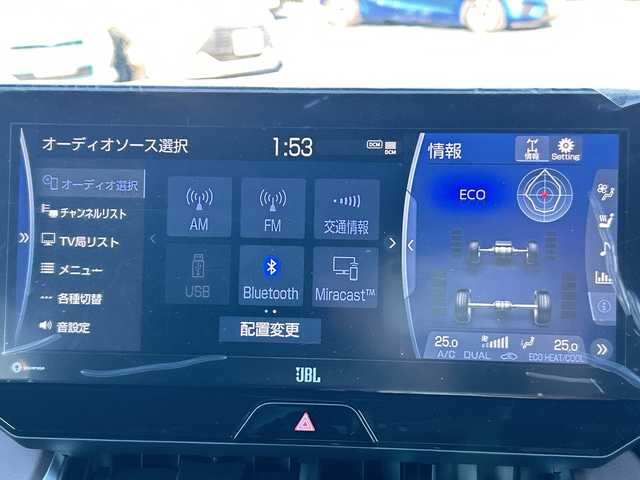 オーディオソース選択
1:53
DCM
DCM
オーディオ選択
チャンネルリスト
TV局リスト
メニュー
各種切替
音設定
AM
FM
交通情報
USB
Bluetooth
Miracast™
配置変更
情報
情報
Setting
ECO
25.0
25.0
A/C DUAL ECO HEAT/COOL
JBL